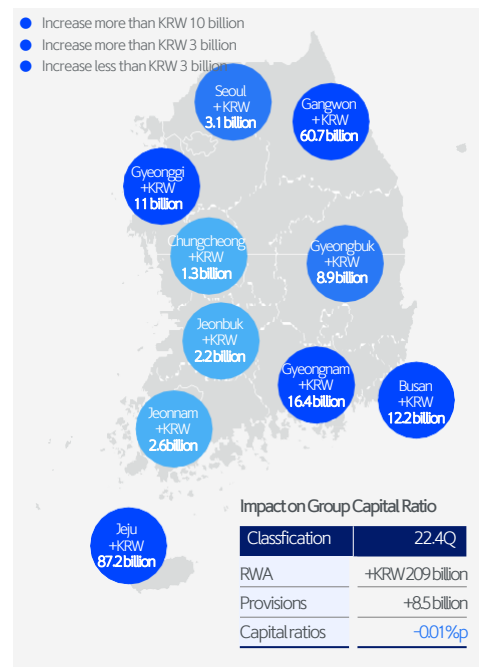 Increase more than KRW 10 billion
Increase more than KRW 3 billion
Increase less than KRW 3 billion
Seoul
+KRW
3.1 billion
Gangwon
+KRW
60.7 billion
Gyeonggi
+KRW
11 billion
Chungcheong
+KRW
1.3 billion
Gyeongbuk
+KRW
8.9 billion
Jeonbuk
+KRW
2.2 billion
Gyeongnam
+KRW
16.4 billion
Busan
+KRW
12.2 billion
Jeonnam
+KRW
2.6 billion
Jeju
+KRW
87.2 billion
Impact on Group Capital Ratio
Classfication 22.4Q
RWA +KRW 209 billion
Provisions +8.5 billion
Capital ratios -0.01%p